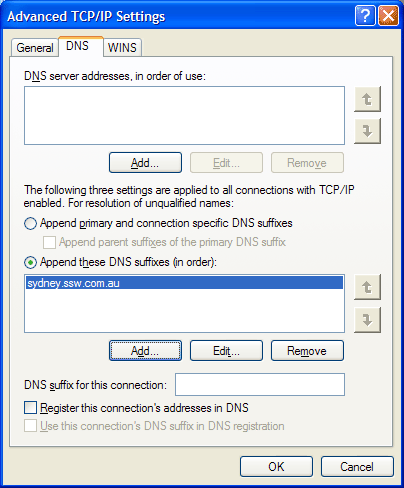 Advanced TCP/IP Settings
General DNS WINS
DNS server addresses, in order of use:
Add... Edit... Remove
The following three settings are applied to all connections with TCP/IP
enabled. For resolution of unqualified names:
Append primary and connection specific DNS suffixes
Append parent suffixes of the primary DNS suffix
Append these DNS suffixes (in order):
sydney.ssw.com.au
Add... Edit... Remove
DNS suffix for this connection:
Register this connection's addresses in DNS
Use this connection's DNS suffix in DNS registration
OK Cancel